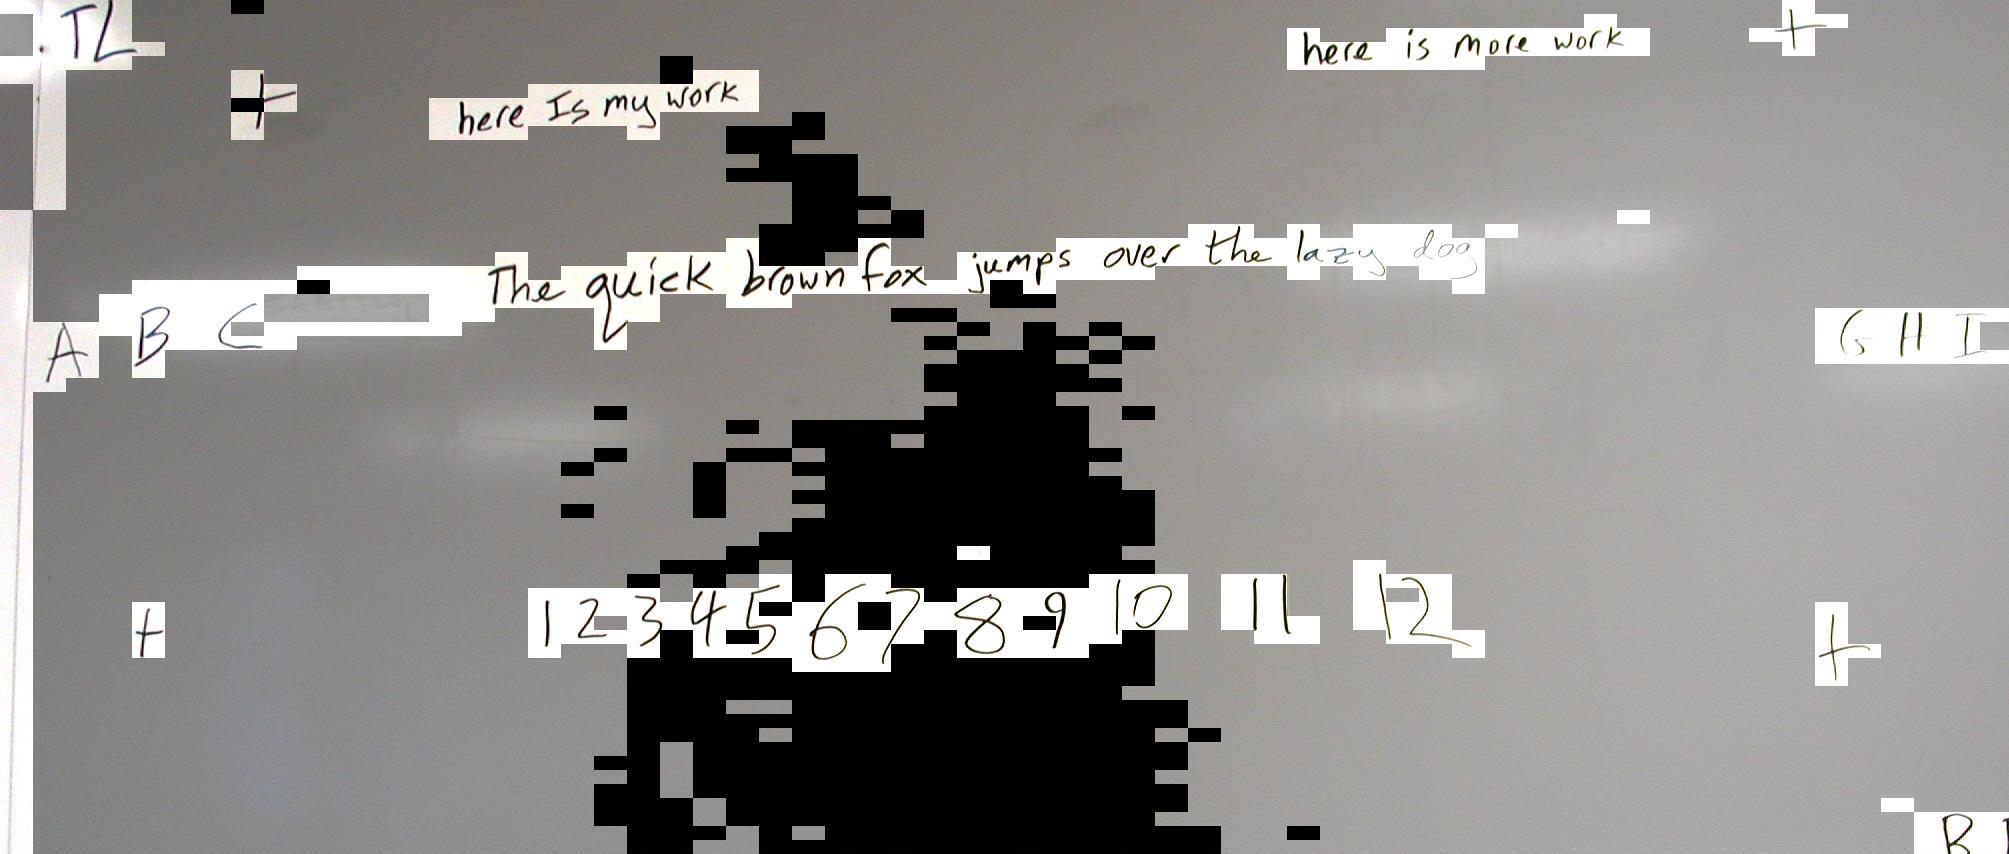 .TL
here is more work
+
+
here Is my work
The quick brown fox jumps over the lazy dog
A B C
G H I
+ 1 2 3 4 5 6 7 8 9 10 11 12 +
B